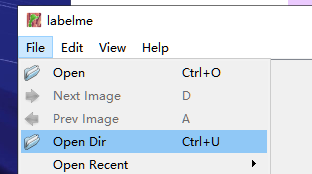 labelme
File Edit View Help
Open Ctrl+O
Next Image D
Prev Image A
Open Dir Ctrl+U
Open Recent